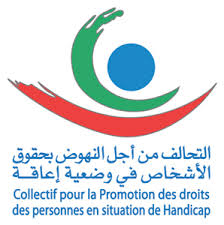 التحالف من أجل النهوض بحقوق
الأشخاص في وضعية إعاقة
Collectif pour la Promotion des droits
des personnes en situation de Handicap